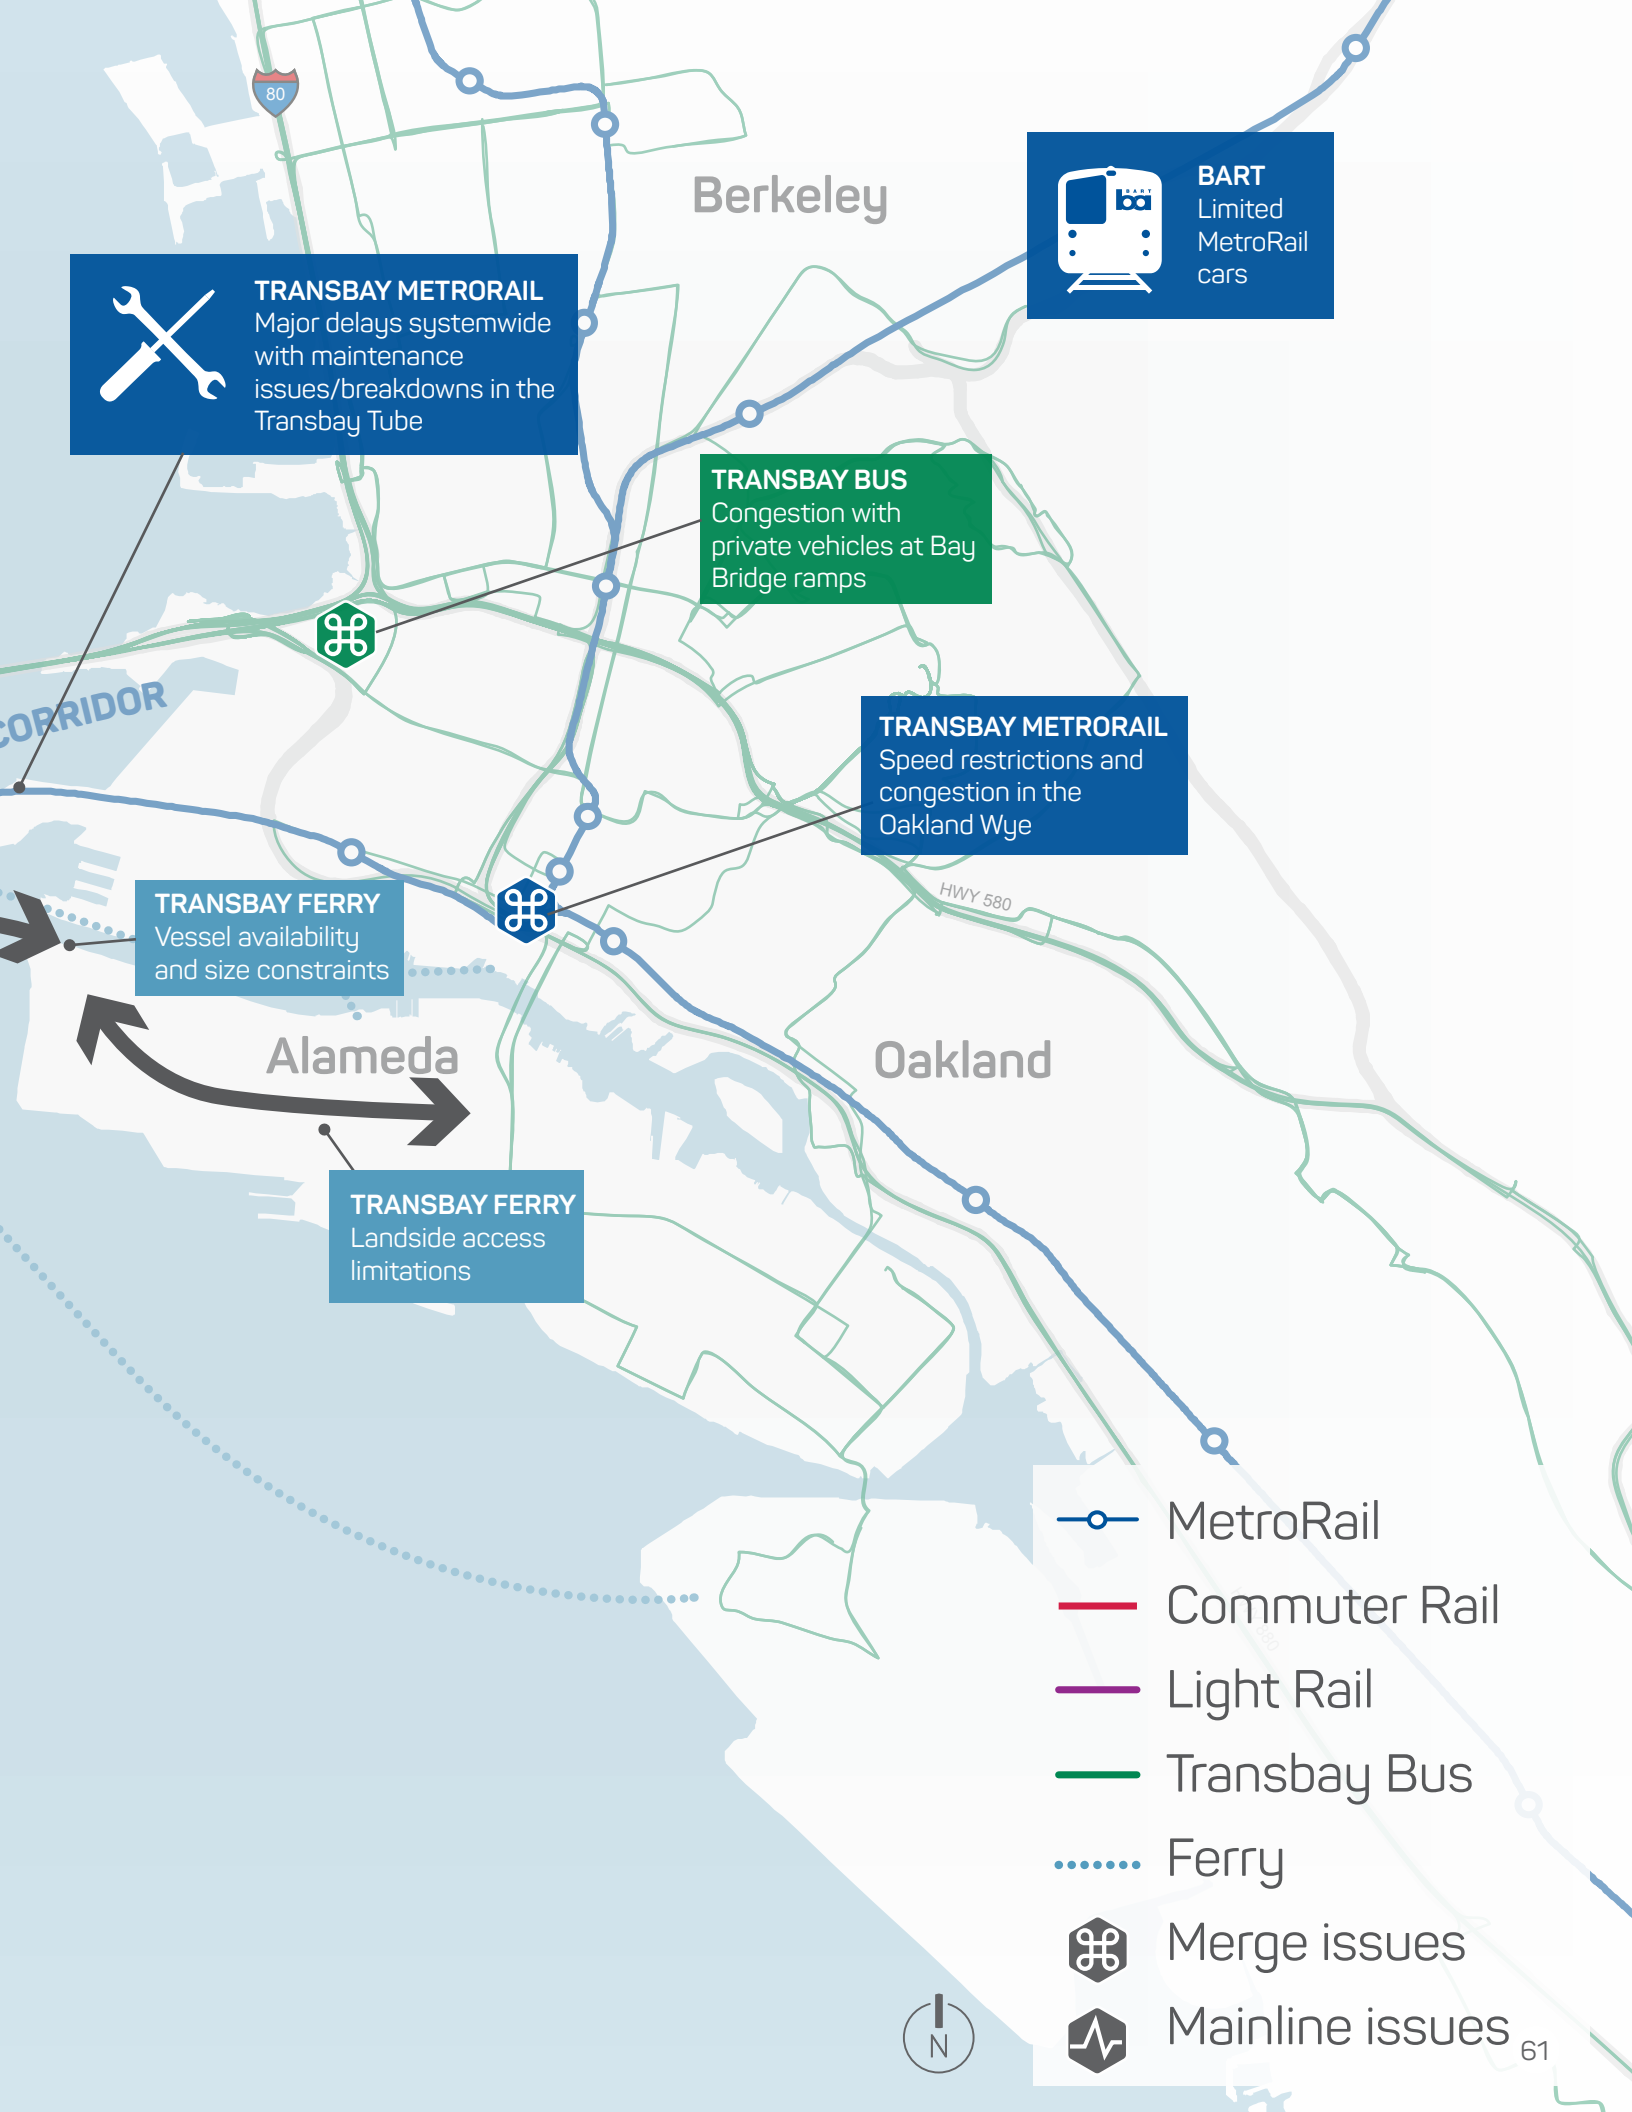 80
Berkeley
BART
Limited
MetroRail
cars
BART
ba
TRANSBAY METRORAIL
Major delays systemwide
with maintenance
issues/breakdowns in the
Transbay Tube
TRANSBAY BUS
Congestion with
private vehicles at Bay
Bridge ramps
CORRIDOR
TRANSBAY METRORAIL
Speed restrictions and
congestion in the
Oakland Wye
HWY 580
TRANSBAY FERRY
Vessel availability
and size constraints
Alameda
Oakland
TRANSBAY FERRY
Landside access
limitations
MetroRail
Commuter Rail
880
Light Rail
Transbay Bus
Ferry
Merge issues
Mainline issues
N
61